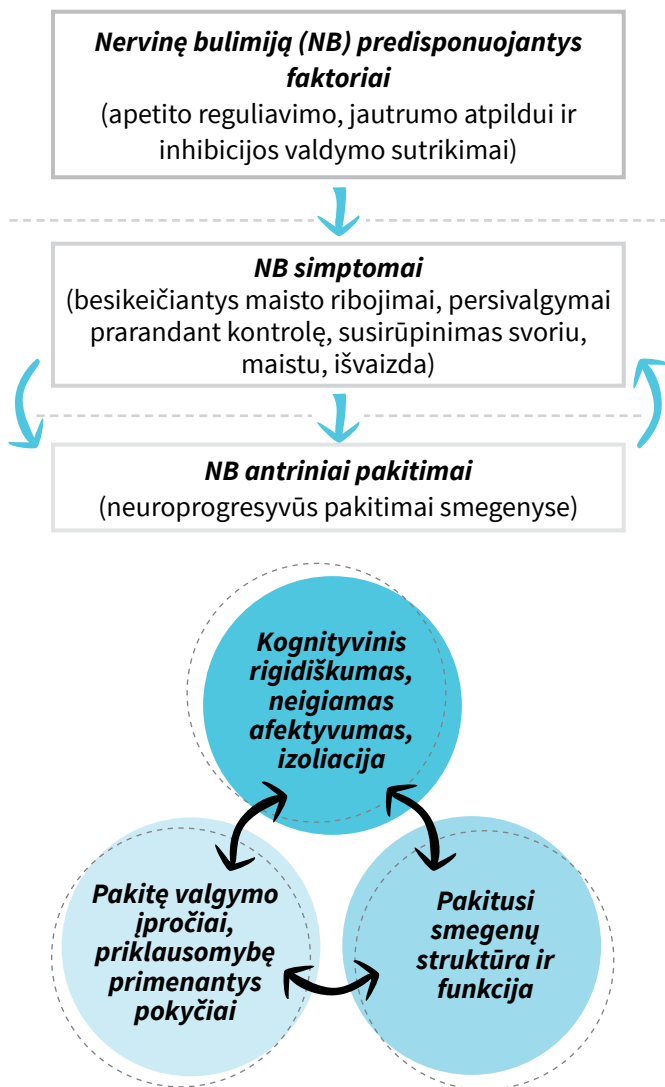 Nervinę bulimiją (NB) predisponuojantys
faktoriai
(apetito reguliavimo, jautrumo atpildui ir
inhibicijos valdymo sutrikimai)
NB simptomai
(besikeičiantys maisto ribojimai, persivalgymai
prarandant kontrolę, susirūpinimas svoriu,
maistu, išvaizda)
NB antriniai pakitimai
(neuroprogresyvūs pakitimai smegenyse)
Kognityvinis
rigidiškumas,
neigiamas
afektyvumas,
izoliacija
Pakitę valgymo
įpročiai,
priklausomybę
primenantys
pokyčiai
Pakitusi
smegenų
struktūra ir
funkcija